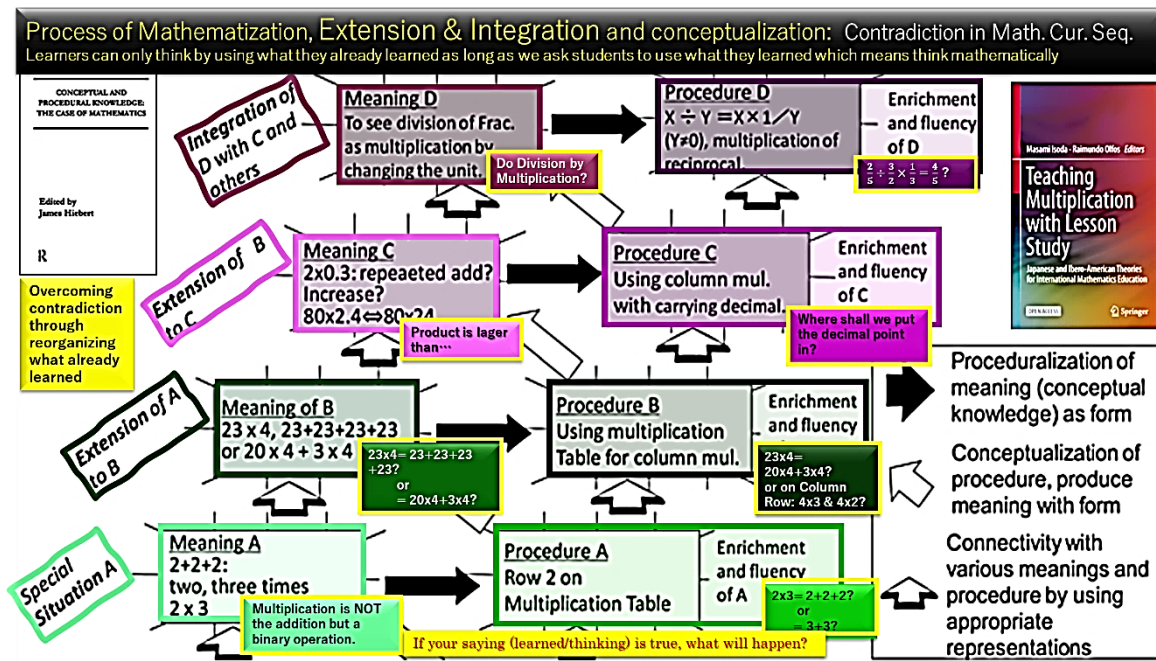 Process of Mathematization, Extension & Integration and conceptualization: Contradiction in Math. Cur. Seq.
Learners can only think by using what they already learned as long as we ask students to use what they learned which means think mathematically
CONCEPTUAL AND
PROCEDURAL KNOWLEDGE:
THE CASE OF MATHEMATICS
Edited by
James Hiebert
R
Integration of
D with C and
others
Meaning D
To see division of Frac.
as multiplication by
changing the unit.
Do Division by
Multiplication?
Procedure D
X ÷ Y =X × 1/Y
(Y≠0), multiplication of
reciprocal.
Enrichment
and fluency
of D
2/5 ÷ 3/2 × 1/3 = 4/5 ?
Masami Isoda · Raimundo Olfos Editors
Teaching
Multiplication
with Lesson
Study
Japanese and Ibero-American Theories
for International Mathematics Education
OPEN ACCESS
Springer
Extension of B
to C
Meaning C
2x0.3: repeaeted add?
Increase?
80x2.4⇔80x24
Product is lager
than…
Procedure C
Using column mul.
with carrying decimal.
Enrichment
and fluency
of C
Where shall we put
the decimal point
in?
Overcoming
contradiction
through
reorganizing
what already
learned
Extension of A
to B
Meaning of B
23 x 4, 23+23+23+23
or 20 x 4 + 3 x 4
23x4= 23+23+23
+23?
or
= 20x4+3x4?
Procedure B
Using multiplication
Table for column mul.
Enrichment
and fluency
23x4=
20x4+3x4?
or on Column
Row: 4x3 & 4x2?
Special
Situation A
Meaning A
2+2+2:
two, three times
2 x 3
Multiplication is NOT
the addition but a
binary operation.
Procedure A
Row 2 on
Multiplication Table
Enrichment
and fluency
of A
2x3= 2+2+2?
or
= 3+3?
If your saying (learned/thinking) is true, what will happen?
Proceduralization of
meaning (conceptual
knowledge) as form
Conceptualization of
procedure, produce
meaning with form
Connectivity with
various meanings and
procedure by using
appropriate
representations